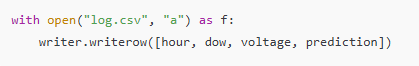 with open("log.csv", "a") as f:
    writer.writerow([hour, dow, voltage, prediction])